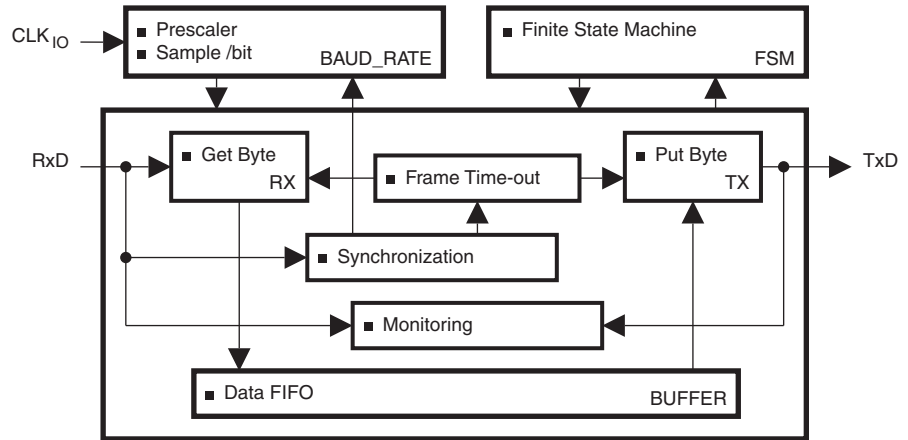 CLK IO
■ Prescaler
■ Sample /bit
BAUD_RATE
■ Finite State Machine
FSM
RxD
■ Get Byte
RX
■ Frame Time-out
■ Put Byte
TX
TxD
■ Synchronization
■ Monitoring
■ Data FIFO
BUFFER